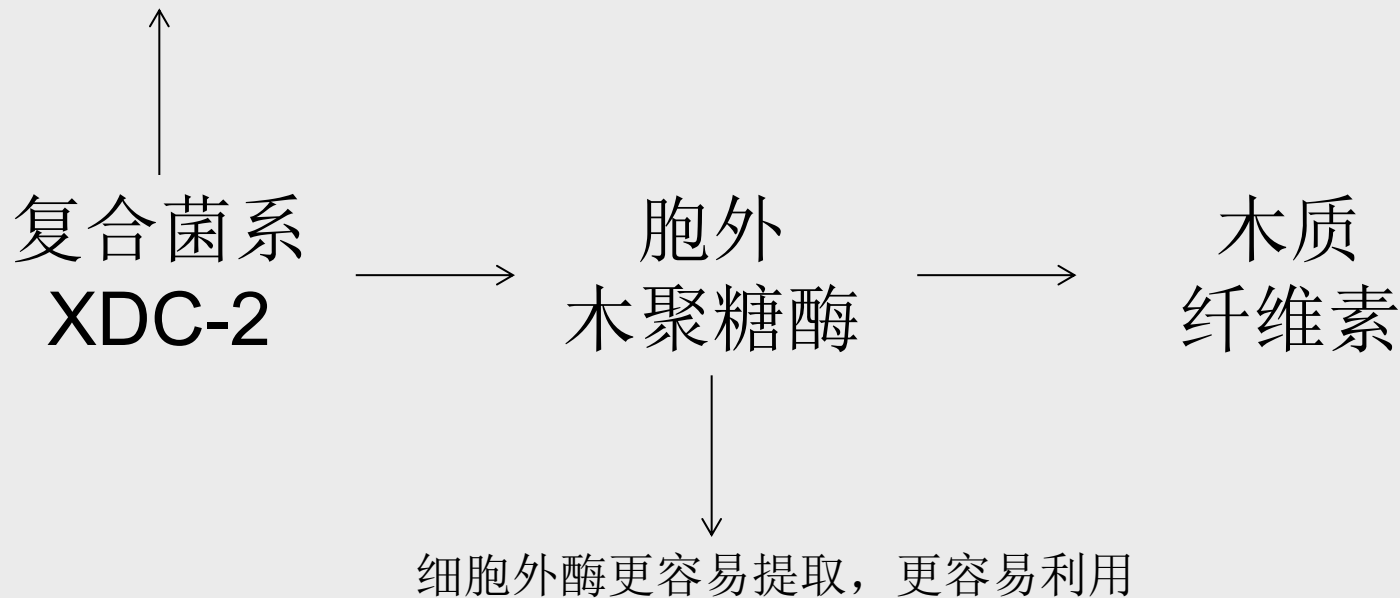 复合菌系
XDC-2
胞外
木聚糖酶
木质
纤维素
细胞外酶更容易提取，更容易利用